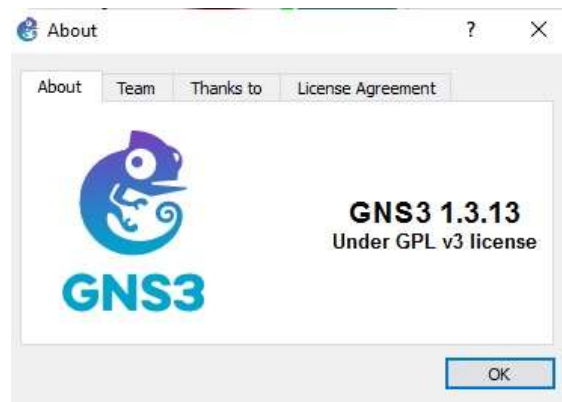 About
?
About
Team
Thanks to
License Agreement
GNS3 1.3.13
Under GPL v3 license
GNS3
OK